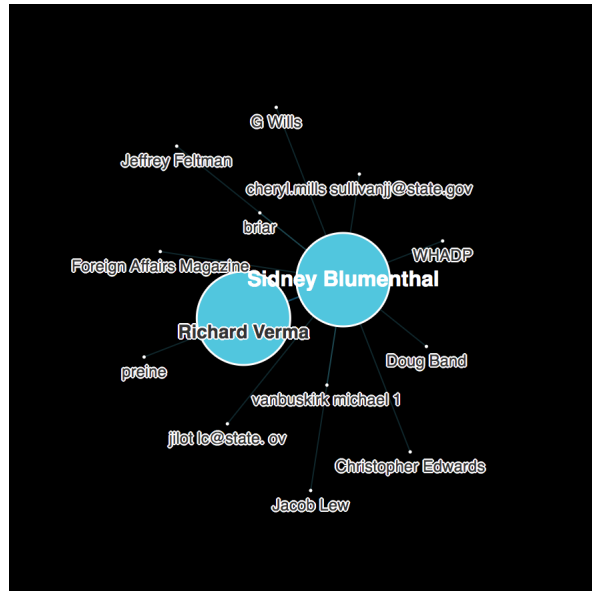 G Wills
Jeffrey Feltman
cheryl.mills sullivanjj@state.gov
briar
WHADP
Foreign Affairs Magazine
Sidney Blumenthal
Richard Verma
Doug Band
preine
vanbuskirk michael 1
jilot lc@state. ov
Christopher Edwards
Jacob Lew